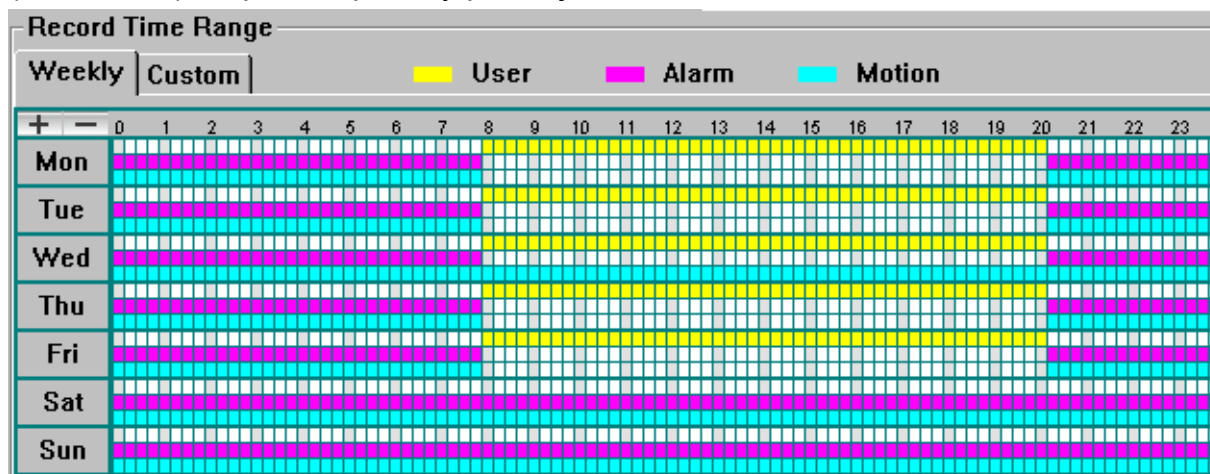 Record Time Range
Weekly Custom User Alarm Motion
+ − 0 1 2 3 4 5 6 7 8 9 10 11 12 13 14 15 16 17 18 19 20 21 22 23
Mon
Tue
Wed
Thu
Fri
Sat
Sun